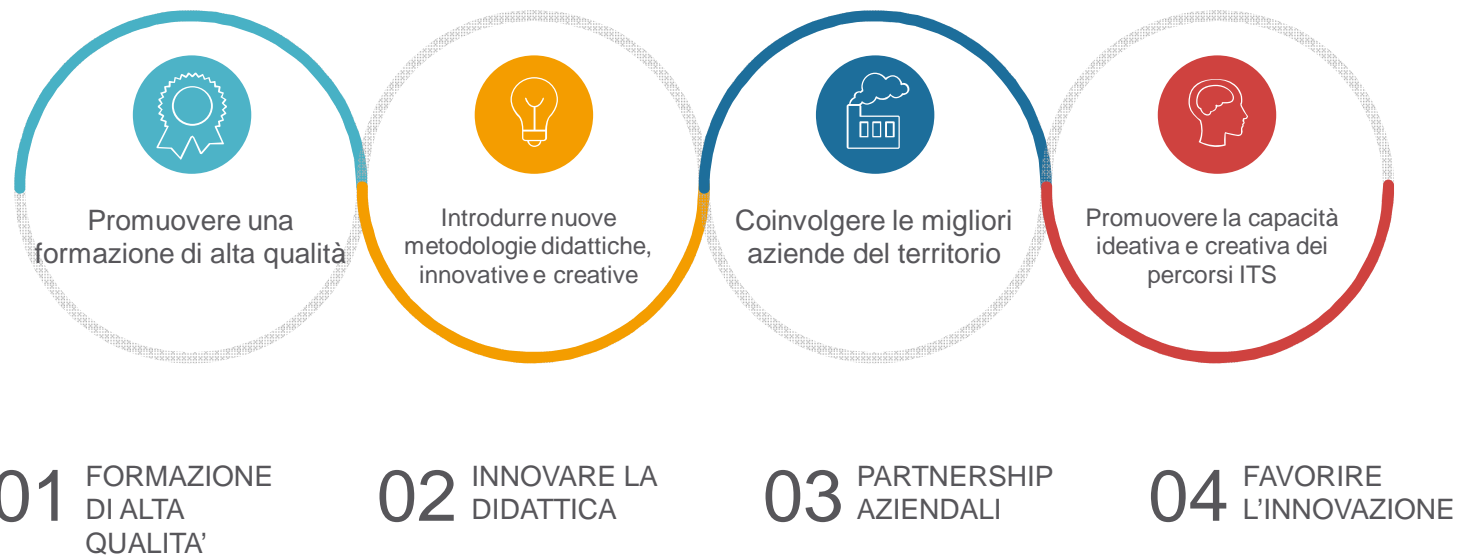 Promuovere una
formazione di alta qualità
Introdurre nuove
metodologie didattiche,
innovative e creative
Coinvolgere le migliori
aziende del territorio
Promuovere la capacità
ideativa e creativa dei
percorsi ITS
01
FORMAZIONE
DI ALTA
QUALITA’
02
INNOVARE LA
DIDATTICA
03
PARTNERSHIP
AZIENDALI
04
FAVORIRE
L’INNOVAZIONE